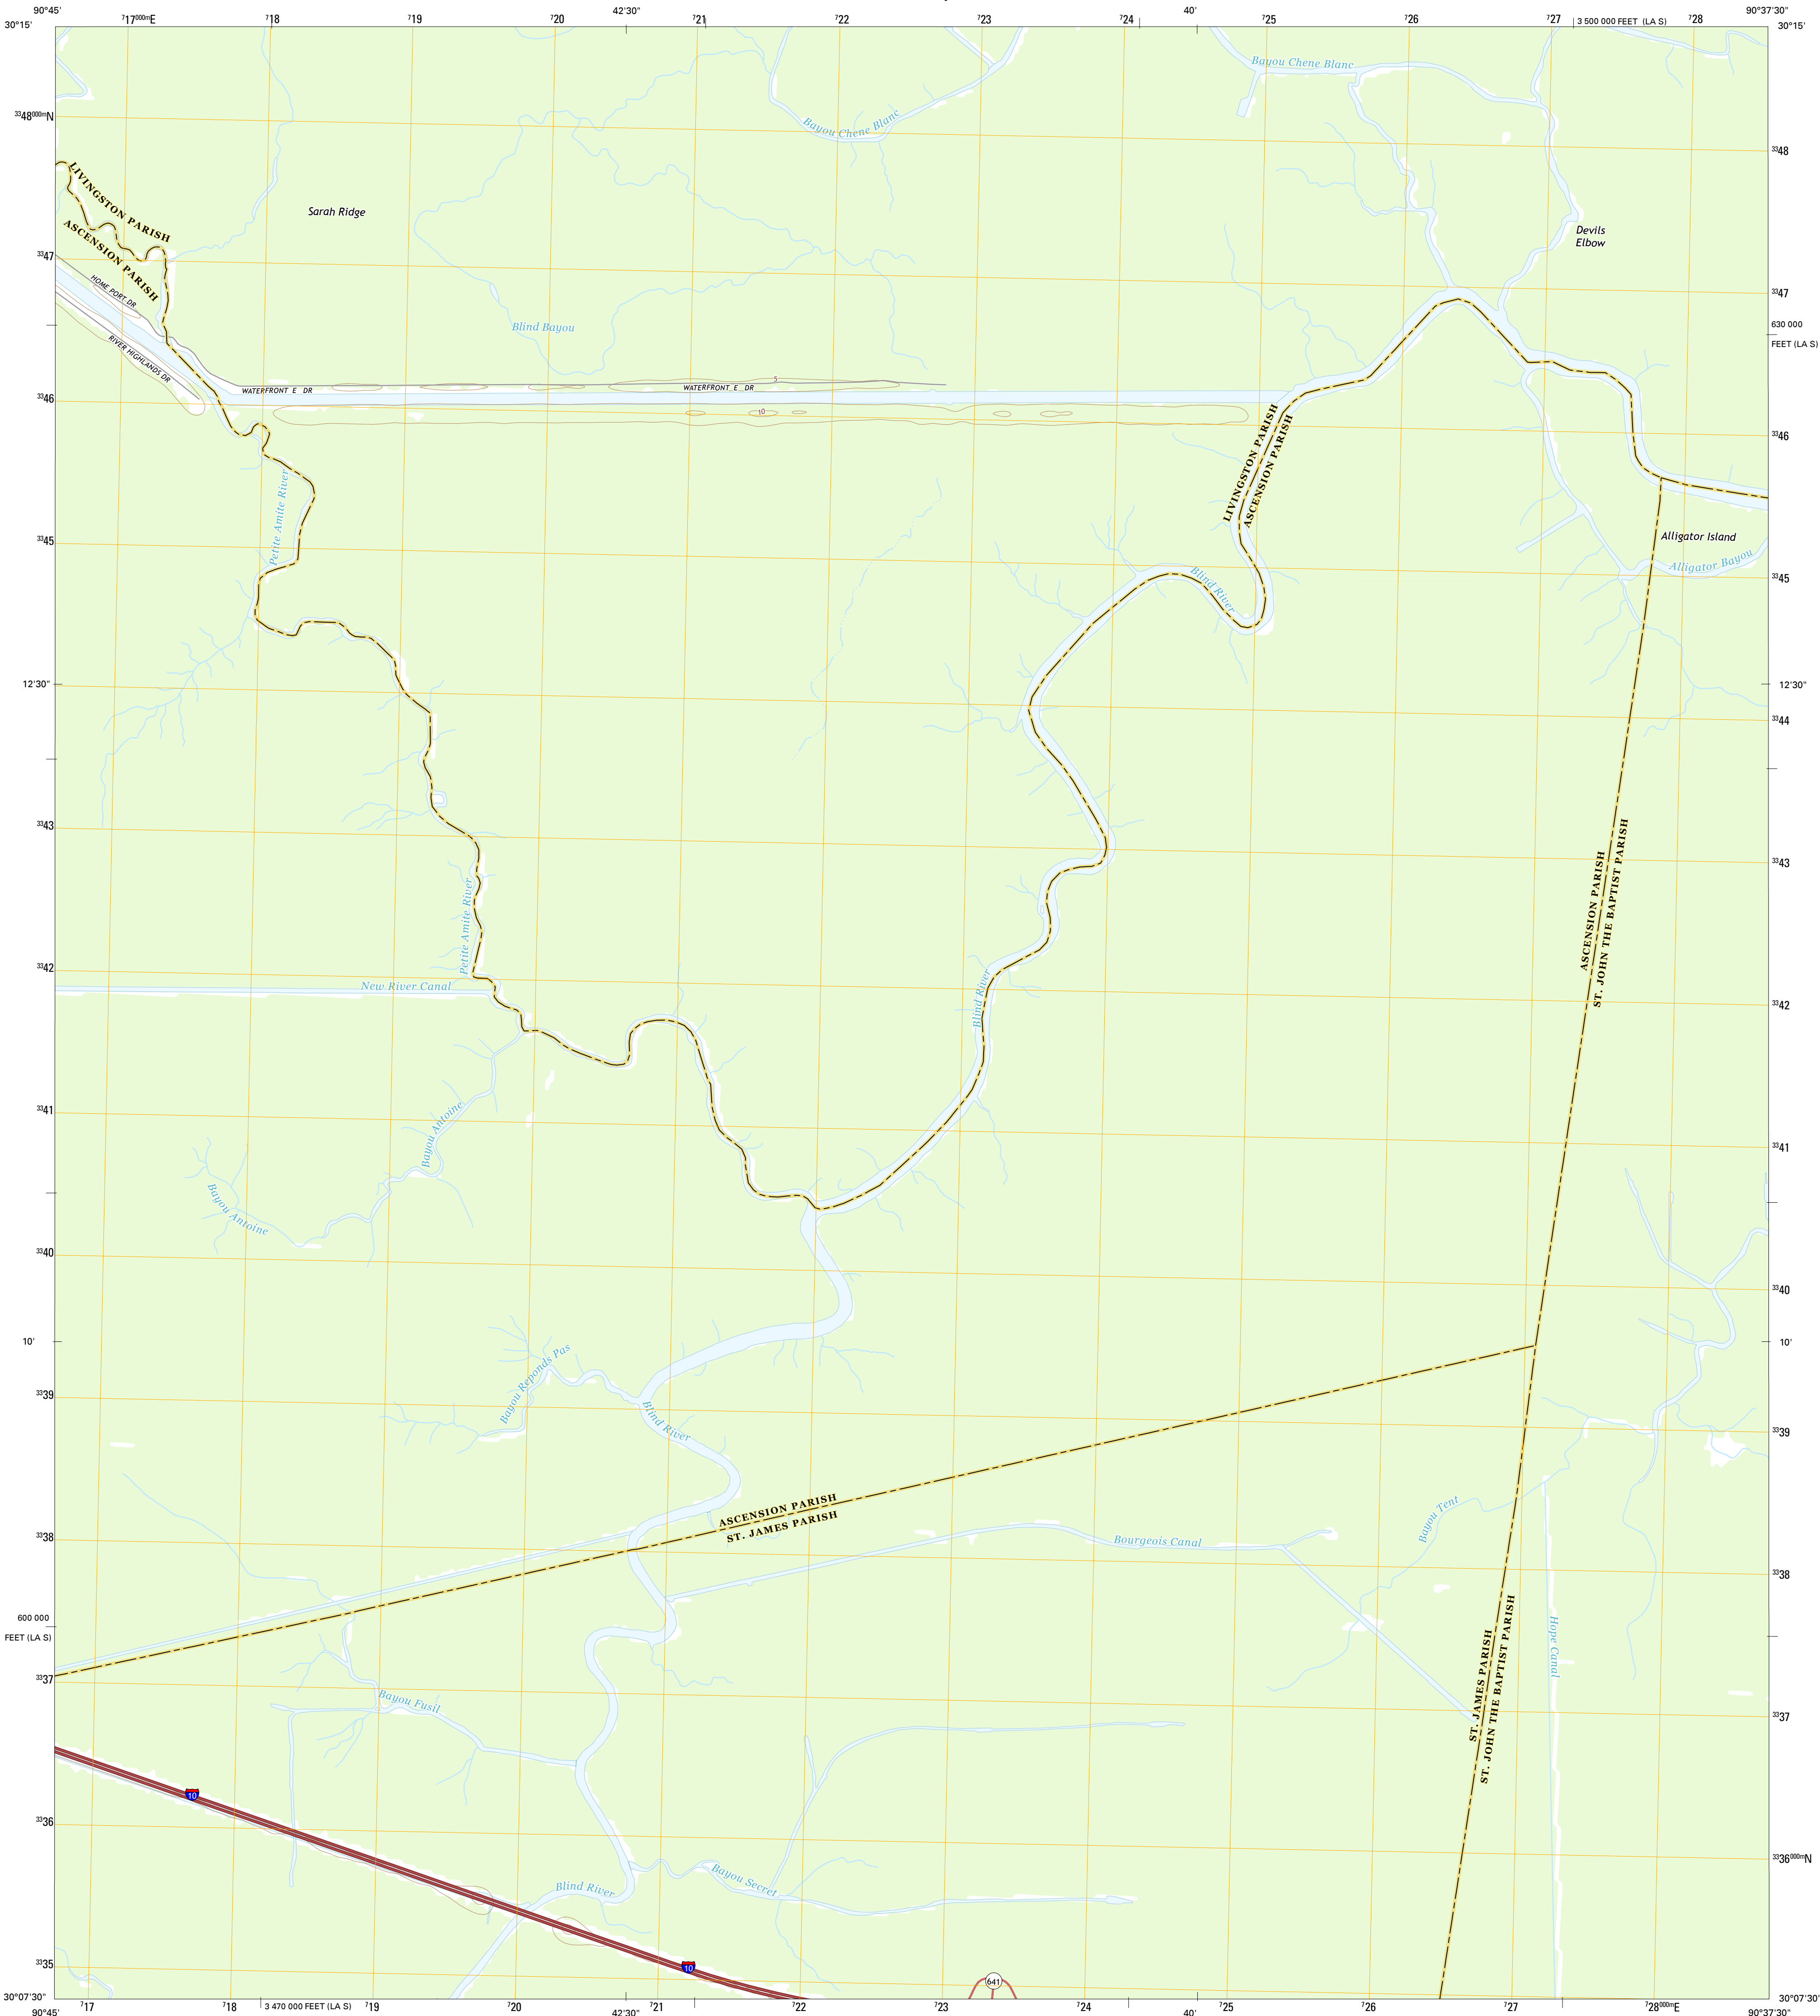 90°45'
⁷17⁰⁰⁰ᵐE
⁷18
⁷19
⁷20
42'30"
⁷21
⁷22
⁷23
⁷24
40'
⁷25
⁷26
⁷27
3 500 000 FEET (LA S)
⁷28
90°37'30"
30°15'
30°15'
Bayou Chene Blanc
Bayou Chene Blanc
³³48⁰⁰⁰ᵐN
³³48
LIVINGSTON PARISH
ASCENSION PARISH
Sarah Ridge
Devils
Elbow
³³47
³³47
HOME PORT DR
RIVER HIGHLANDS DR
Blind Bayou
630 000
FEET (LA S)
WATERFRONT E DR
WATERFRONT E DR
5
10
³³46
³³46
LIVINGSTON PARISH
ASCENSION PARISH
Petite Amite River
³³45
³³45
Alligator Island
Alligator Bayou
Blind River
12'30"
12'30"
³³44
³³43
³³43
ASCENSION PARISH
ST. JOHN THE BAPTIST PARISH
Petite Amite River
³³42
³³42
New River Canal
Blind River
³³41
³³41
Bayou Antoine
Bayou Antoine
³³40
³³40
10'
10'
Bayou Reponds Pas
³³39
³³39
Blind River
ASCENSION PARISH
ST. JAMES PARISH
Bayou Tent
³³38
³³38
Bourgeois Canal
600 000
FEET (LA S)
Hope Canal
ST. JAMES PARISH
ST. JOHN THE BAPTIST PARISH
³³37
³³37
Bayou Fusil
10
³³36
³³36⁰⁰⁰ᵐN
Bayou Secret
Blind River
³³35
10
641
30°07'30"
30°07'30"
90°45'
⁷17
⁷18
3 470 000 FEET (LA S)
⁷19
⁷20
42'30"
⁷21
⁷22
⁷23
⁷24
40'
⁷25
⁷26
⁷27
⁷28⁰⁰⁰ᵐE
90°37'30"